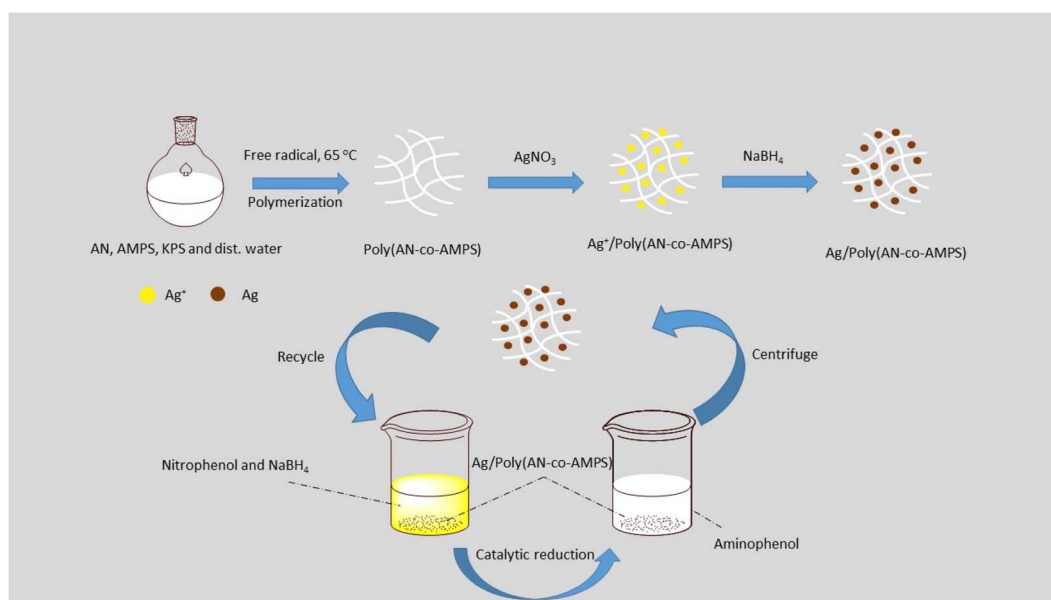 Free radical, 65 °C
Polymerization
AgNO₃
NaBH₄
AN, AMPS, KPS and dist. water
Poly(AN-co-AMPS)
Ag⁺/Poly(AN-co-AMPS)
Ag/Poly(AN-co-AMPS)
Ag⁺
Ag
Recycle
Centrifuge
Nitrophenol and NaBH₄
Ag/Poly(AN-co-AMPS)
Aminophenol
Catalytic reduction